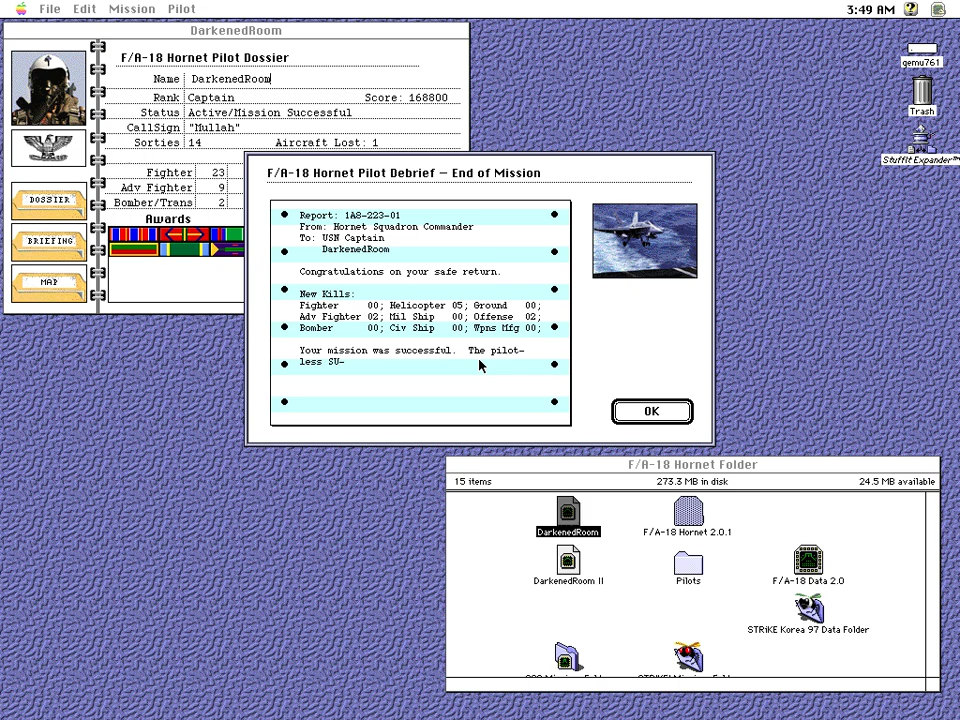 File Edit Mission Pilot 3:49 AM
DarkenedRoom
F/A-18 Hornet Pilot Dossier
Name DarkenedRoom
Rank Captain Score: 168800
Status Active/Mission Successful
CallSign "Mullah"
Sorties 14 Aircraft Lost: 1
Fighter 23
Adv Fighter 9
Bomber/Trans 2
Awards
DOSSIER
BRIEFING
MAP
F/A-18 Hornet Pilot Debrief – End of Mission
Report: 1A8-223-01
From: Hornet Squadron Commander
To: USN Captain
DarkenedRoom
Congratulations on your safe return.
New Kills:
Fighter 00; Helicopter 05; Ground 00;
Adv Fighter 02; Mil Ship 00; Offense 02;
Bomber 00; Civ Ship 00; Wpns Mfg 00;
Your mission was successful. The pilot-
less SU-
OK
qemu761
Trash
StuffIt Expander™
F/A-18 Hornet Folder
15 items 273.3 MB in disk 24.5 MB available
DarkenedRoom
F/A-18 Hornet 2.0.1
DarkenedRoom II
Pilots
F/A-18 Data 2.0
STRiKE Korea 97 Data Folder